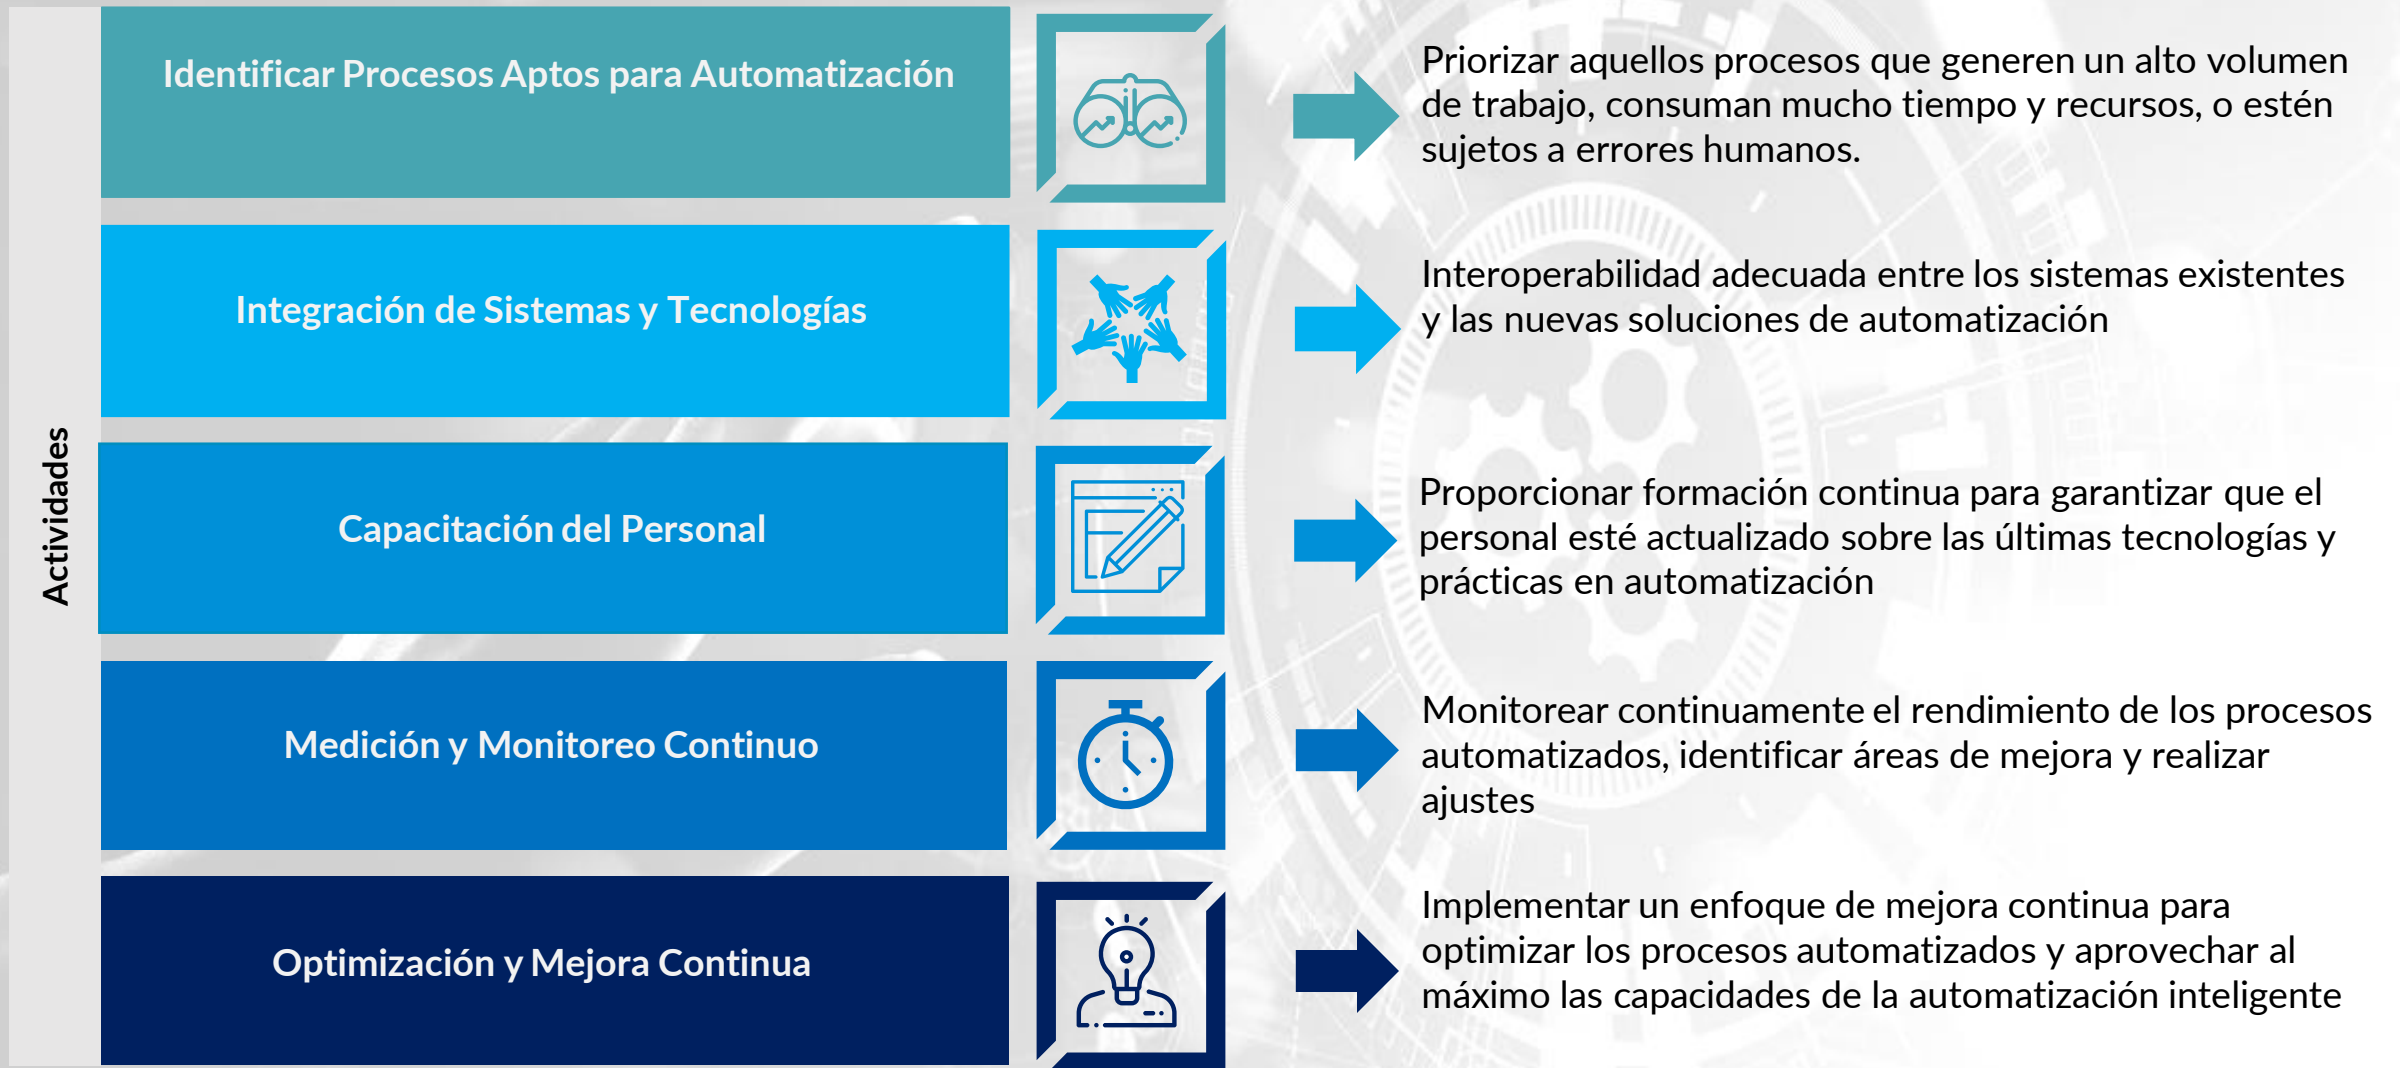 Actividades
Identificar Procesos Aptos para Automatización
Priorizar aquellos procesos que generen un alto volumen
de trabajo, consuman mucho tiempo y recursos, o estén
sujetos a errores humanos.
Integración de Sistemas y Tecnologías
Interoperabilidad adecuada entre los sistemas existentes
y las nuevas soluciones de automatización
Capacitación del Personal
Proporcionar formación continua para garantizar que el
personal esté actualizado sobre las últimas tecnologías y
prácticas en automatización
Medición y Monitoreo Continuo
Monitorear continuamente el rendimiento de los procesos
automatizados, identificar áreas de mejora y realizar
ajustes
Optimización y Mejora Continua
Implementar un enfoque de mejora continua para
optimizar los procesos automatizados y aprovechar al
máximo las capacidades de la automatización inteligente